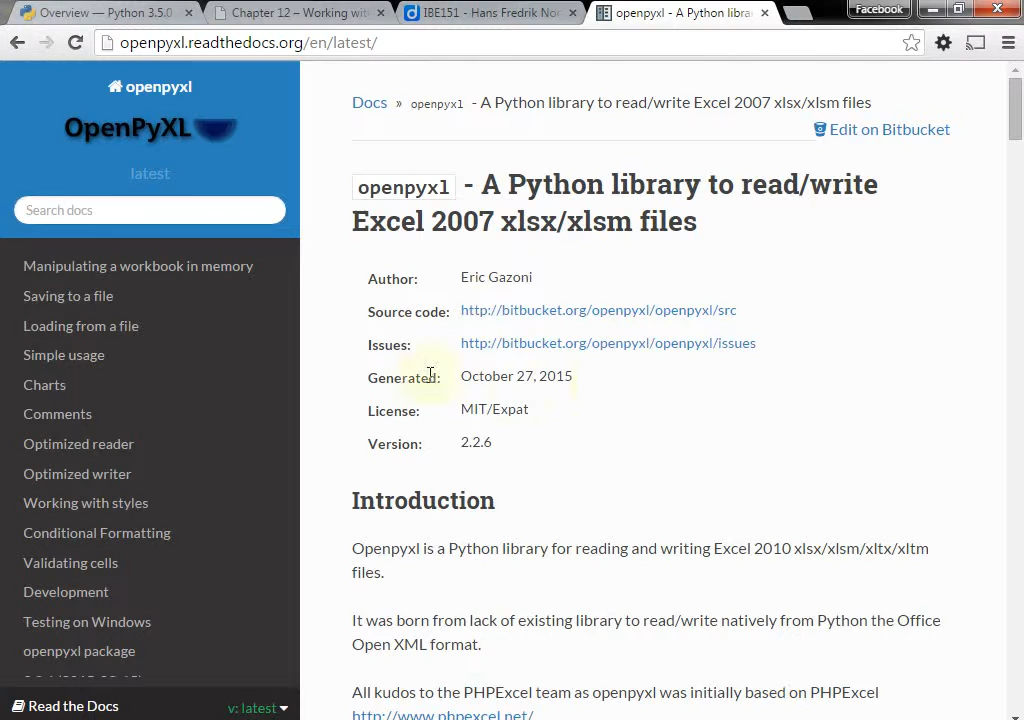 Overview — Python 3.5.0
Chapter 12 – Working wit
IBE151 - Hans Fredrik No
openpyxl - A Python libra
Facebook
openpyxl.readthedocs.org/en/latest/
openpyxl
OpenPyXL
latest
Search docs
Manipulating a workbook in memory
Saving to a file
Loading from a file
Simple usage
Charts
Comments
Optimized reader
Optimized writer
Working with styles
Conditional Formatting
Validating cells
Development
Testing on Windows
openpyxl package
Read the Docs
v: latest
Docs » openpyxl - A Python library to read/write Excel 2007 xlsx/xlsm files
Edit on Bitbucket
openpyxl - A Python library to read/write
Excel 2007 xlsx/xlsm files
Author: Eric Gazoni
Source code: http://bitbucket.org/openpyxl/openpyxl/src
Issues: http://bitbucket.org/openpyxl/openpyxl/issues
Generated: October 27, 2015
License: MIT/Expat
Version: 2.2.6
Introduction
Openpyxl is a Python library for reading and writing Excel 2010 xlsx/xlsm/xltx/xltm
files.
It was born from lack of existing library to read/write natively from Python the Office
Open XML format.
All kudos to the PHPExcel team as openpyxl was initially based on PHPExcel
http://www.phpexcel.net/